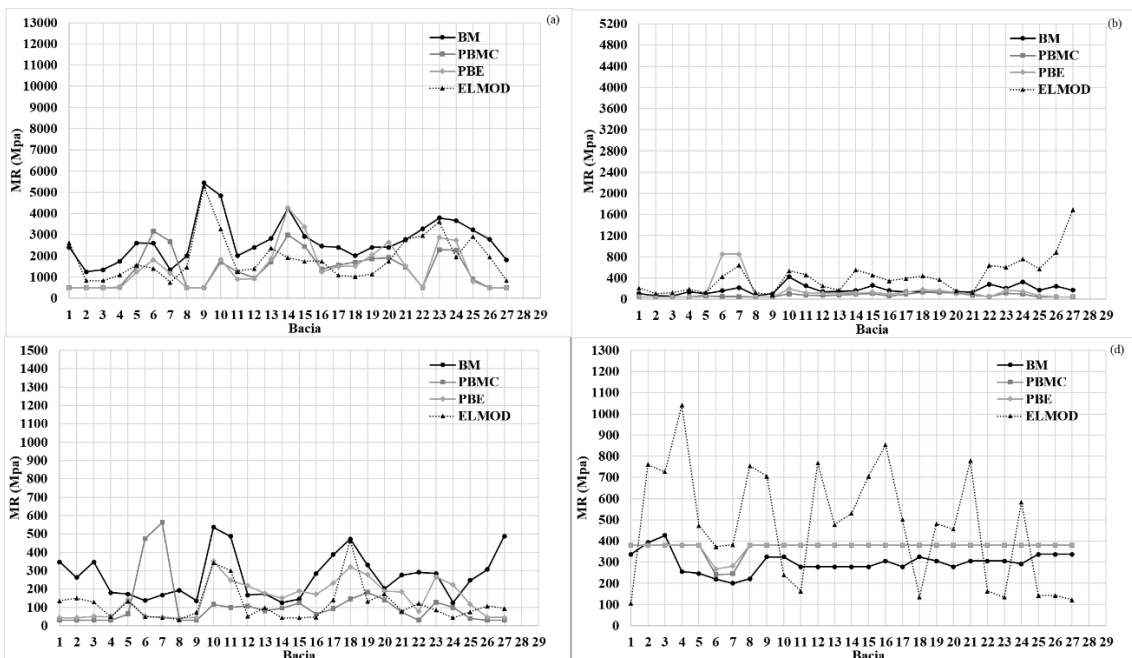 (a)
MR (Mpa)
13000
12000
11000
10000
9000
8000
7000
6000
5000
4000
3000
2000
1000
0
BM
PBMC
PBE
ELMOD
1 2 3 4 5 6 7 8 9 10 11 12 13 14 15 16 17 18 19 20 21 22 23 24 25 26 27 28 29
Bacia
(b)
MR (Mpa)
5200
4800
4400
4000
3600
3200
2800
2400
2000
1600
1200
800
400
0
BM
PBMC
PBE
ELMOD
1 2 3 4 5 6 7 8 9 10 11 12 13 14 15 16 17 18 19 20 21 22 23 24 25 26 27 28 29
Bacia
MR (Mpa)
1500
1400
1300
1200
1100
1000
900
800
700
600
500
400
300
200
100
0
BM
PBMC
PBE
ELMOD
1 2 3 4 5 6 7 8 9 10 11 12 13 14 15 16 17 18 19 20 21 22 23 24 25 26 27 28 29
Bacia
(d)
MR (Mpa)
1300
1200
1100
1000
900
800
700
600
500
400
300
200
100
0
BM
PBMC
PBE
ELMOD
1 2 3 4 5 6 7 8 9 10 11 12 13 14 15 16 17 18 19 20 21 22 23 24 25 26 27 28 29
Bacia